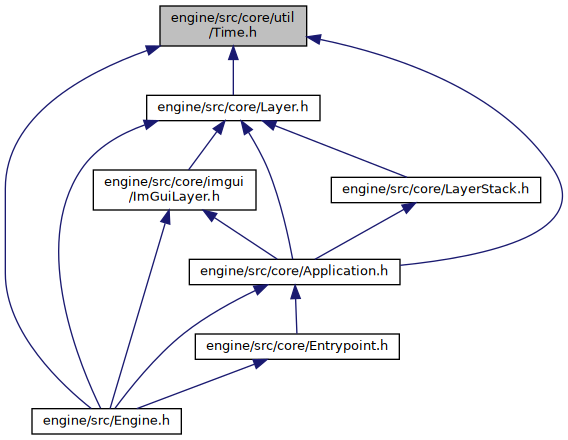 engine/src/core/util
/Time.h
engine/src/core/Layer.h
engine/src/core/imgui
/ImGuiLayer.h
engine/src/core/LayerStack.h
engine/src/core/Application.h
engine/src/core/Entrypoint.h
engine/src/Engine.h